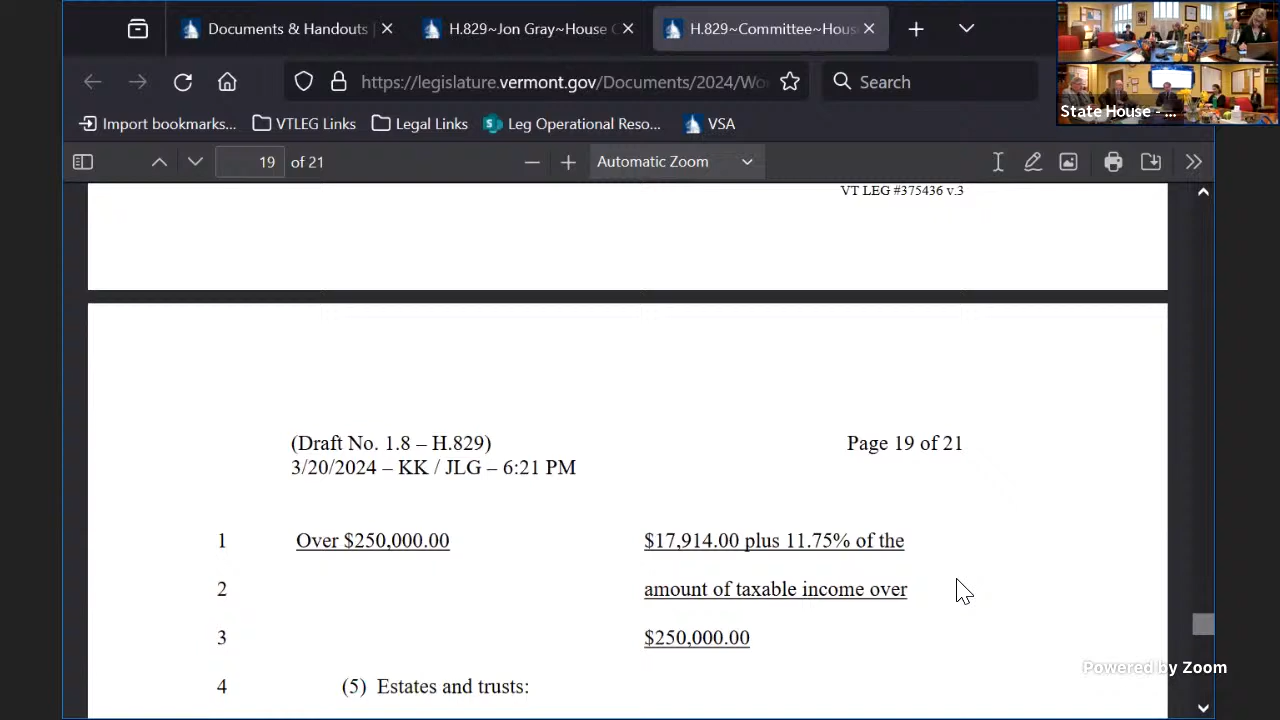 Documents & Handouts
H.829~Jon Gray~House
H.829~Committee~Hous
https://legislature.vermont.gov/Documents/2024/Wo
Search
Import bookmarks...
VTLEG Links
Legal Links
Leg Operational Reso...
VSA
State House - ...
19 of 21
Automatic Zoom
VT LEG #375436 v.3
(Draft No. 1.8 – H.829)
Page 19 of 21
3/20/2024 – KK / JLG – 6:21 PM
1 Over $250,000.00 $17,914.00 plus 11.75% of the
2 amount of taxable income over
3 $250,000.00
4 (5) Estates and trusts:
Powered by Zoom